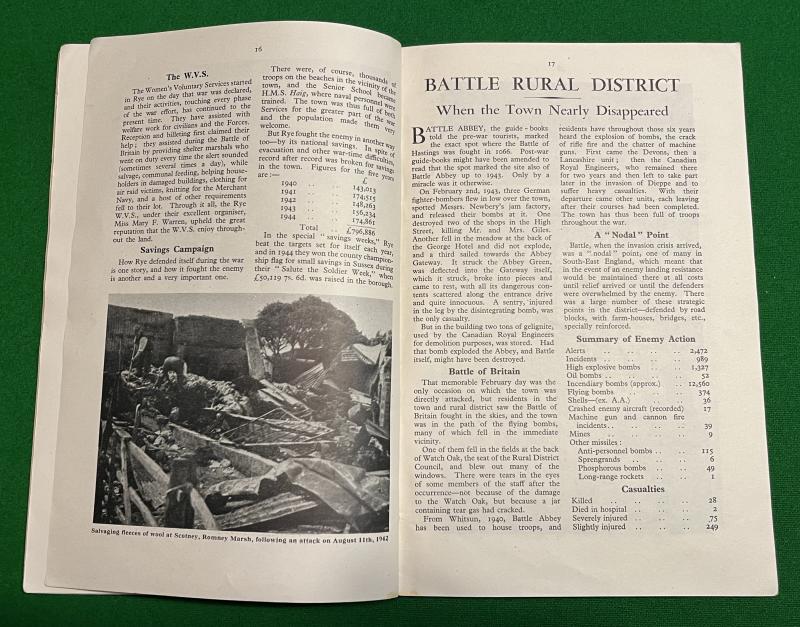 16
The W.V.S.
The Women's Voluntary Services started
in Rye on the day that war was declared,
and their activities, touching every phase
of the war effort, has continued to the
present time. They have assisted with
welfare work for civilians and the Forces.
Reception and billeting first claimed their
help; they assisted during the Battle of
Britain by providing shelter marshals who
went on duty every time the alert sounded
(sometimes several times a day), while
salvage, communal feeding, helping house-
holders in damaged buildings, clothing for
air raid victims, knitting for the Merchant
Navy, and a host of other requirements
fell to their lot. Through it all, the Rye
W.V.S., under their excellent organiser,
Miss Mary F. Warren, upheld the great
reputation that the W.V.S. enjoy through-
out the land.
Savings Campaign
How Rye defended itself during the war
is one story, and how it fought the enemy
is another and a very important one.
There were, of course, thousands of
troops on the beaches in the vicinity of the
town, and the Senior School became
H.M.S. Haig, where naval personnel were
trained. The town was thus full of both
Services for the greater part of the war
and the population made them very
welcome.
But Rye fought the enemy in another way
too—by its national savings. In spite of
evacuation and other war-time difficulties,
record after record was broken for savings
in the town. Figures for the five years
are :—
£
1940 .. .. 143,013
1941 .. .. 174,515
1942 .. .. 148,263
1943 .. .. 156,234
1944 .. .. 174,861
Total .. £796,886
In the special "savings weeks," Rye
beat the targets set for itself each year,
and in 1944 they won the county champion-
ship flag for small savings in Sussex during
their "Salute the Soldier Week," when
£50,119 7s. 6d. was raised in the borough.
Salvaging fleeces of wool at Scotney, Romney Marsh, following an attack on August 11th, 1942
17
BATTLE RURAL DISTRICT
When the Town Nearly Disappeared
BATTLE ABBEY, the guide-books
told the pre-war tourists, marked
the exact spot where the Battle of
Hastings was fought in 1066. Post-war
guide-books might have been amended to
read that the spot marked the site also of
Battle Abbey up to 1943. Only by a
miracle was it otherwise.
On February 2nd, 1943, three German
fighter-bombers flew in low over the town,
spotted Messrs. Newbery's jam factory,
and released their bombs at it. One
destroyed two of the shops in the High
Street, killing Mr. and Mrs. Giles.
Another fell in the meadow at the back of
the George Hotel and did not explode,
and a third sailed towards the Abbey
Gateway. It struck the Abbey Green,
was deflected into the Gateway itself,
which it struck, broke into pieces and
came to rest, with all its dangerous con-
tents scattered along the entrance drive
and quite innocuous. A sentry, injured
in the leg by the disintegrating bomb, was
the only casualty.
But in the building two tons of gelignite,
used by the Canadian Royal Engineers
for demolition purposes, was stored. Had
that bomb exploded the Abbey, and Battle
itself, might have been destroyed.
Battle of Britain
That memorable February day was the
only occasion on which the town was
directly attacked, but residents in the
town and rural district saw the Battle of
Britain fought in the skies, and the town
was in the path of the flying bombs,
many of which fell in the immediate
vicinity.
One of them fell in the fields at the back
of Watch Oak, the seat of the Rural District
Council, and blew out many of the
windows. There were tears in the eyes
of some members of the staff after the
occurrence—not because of the damage
to the Watch Oak, but because a jar
containing tear gas had cracked.
From Whitsun, 1940, Battle Abbey
has been used to house troops, and
residents have throughout those six years
heard the explosion of bombs, the crack
of rifle fire and the chatter of machine
guns. First came the Devons, then a
Lancashire unit; then the Canadian
Royal Engineers, who remained there
for two years and then left to take part
later in the invasion of Dieppe and to
suffer heavy casualties. With their
departure came other units, each leaving
after their courses had been completed.
The town has thus been full of troops
throughout the war.
A "Nodal" Point
Battle, when the invasion crisis arrived,
was a "nodal" point, one of many in
South-East England, which meant that
in the event of an enemy landing resistance
would be maintained there at all costs
until relief arrived or until the defenders
were overwhelmed by the enemy. There
was a large number of these strategic
points in the district—defended by road
blocks, with farm-houses, bridges, etc.,
specially reinforced.
Summary of Enemy Action
Alerts .. .. .. .. 2,472
Incidents .. .. .. .. 989
High explosive bombs .. .. 1,327
Oil bombs .. .. .. .. 52
Incendiary bombs (approx.) .. 12,560
Flying bombs .. .. .. 374
Shells—(ex. A.A.) .. .. 36
Crashed enemy aircraft (recorded) 17
Machine gun and cannon fire
incidents.. .. .. .. 39
Mines .. .. .. .. 9
Other missiles :
Anti-personnel bombs .. .. 115
Sprengrands .. .. .. 6
Phosphorous bombs .. .. 49
Long-range rockets .. .. 1
Casualties
Killed .. .. .. .. 28
Died in hospital .. .. .. 2
Severely injured .. .. .. 75
Slightly injured .. .. .. 249